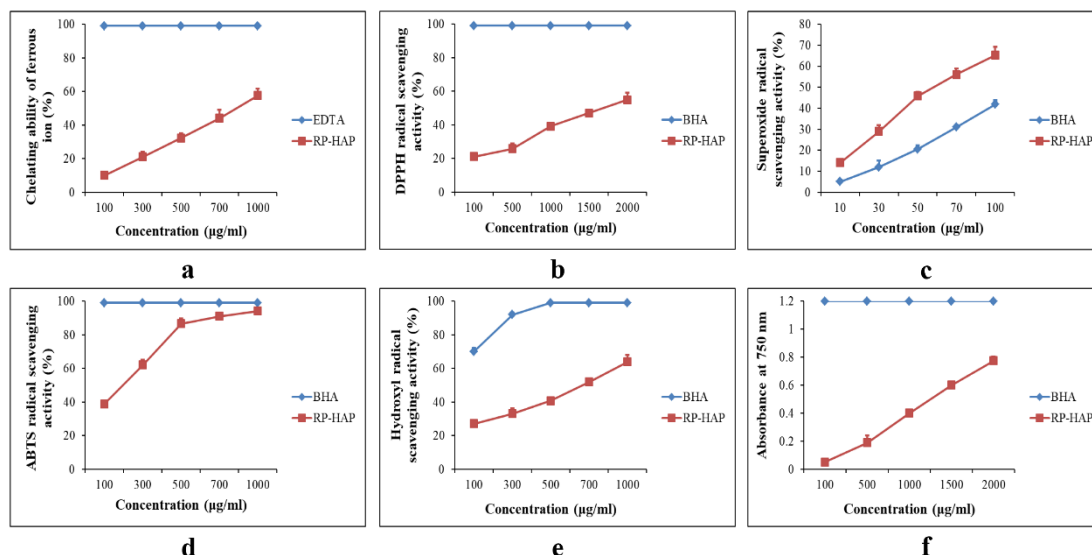 Chelating ability of ferrous
ion (%)
100
80
60
40
20
0
100 300 500 700 1000
Concentration (µg/ml)
EDTA
RP-HAP
a
DPPH radical scavenging
activity (%)
100
80
60
40
20
0
100 500 1000 1500 2000
Concentration (µg/ml)
BHA
RP-HAP
b
Superoxide radical
scavenging activity (%)
80
70
60
50
40
30
20
10
0
10 30 50 70 100
Concentration (µg/ml)
BHA
RP-HAP
c
ABTS radical scavenging
activity (%)
100
80
60
40
20
0
100 300 500 700 1000
Concentration (µg/ml)
BHA
RP-HAP
d
Hydroxyl radical
scavenging activity (%)
100
80
60
40
20
0
100 300 500 700 1000
Concentration (µg/ml)
BHA
RP-HAP
e
Absorbance at 750 nm
1.2
1
0.8
0.6
0.4
0.2
0
100 500 1000 1500 2000
Concentration (µg/ml)
BHA
RP-HAP
f